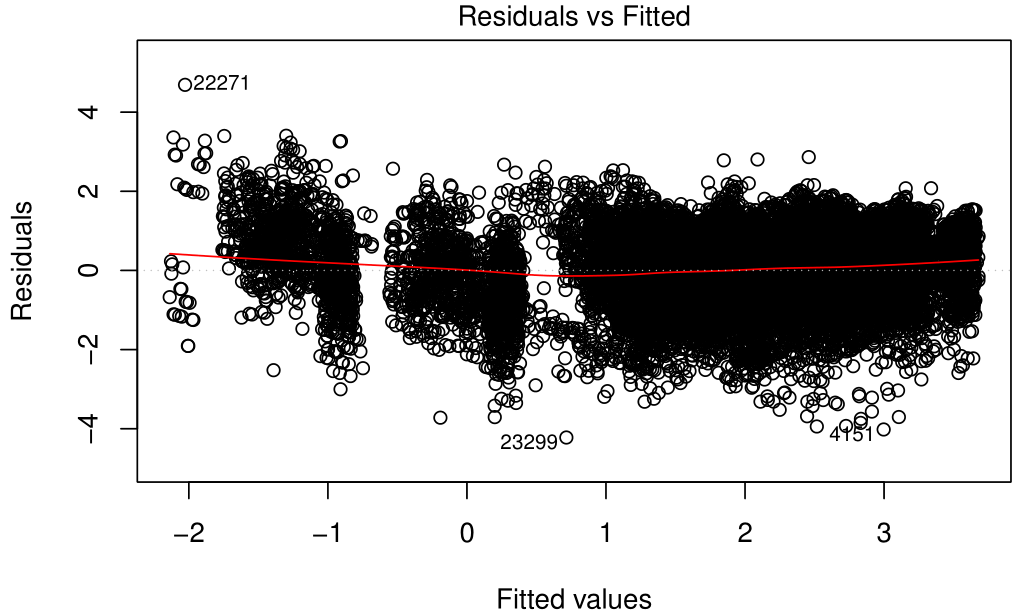 Residuals vs Fitted
22271
4
2
0
−2
−4
Residuals
23299
4151
−2 −1 0 1 2 3
Fitted values